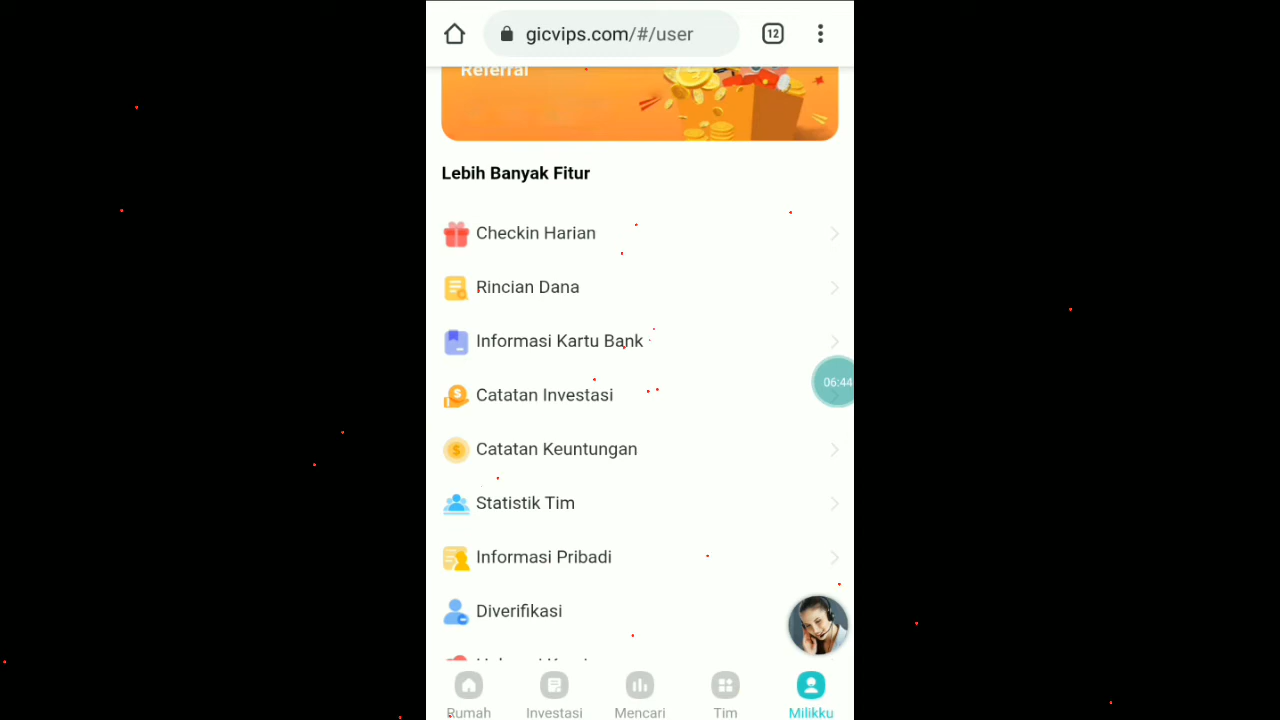 gicvips.com/#/user
12
Referral
Lebih Banyak Fitur
Checkin Harian
Rincian Dana
Informasi Kartu Bank
Catatan Investasi
06:44
Catatan Keuntungan
Statistik Tim
Informasi Pribadi
Diverifikasi
Rumah
Investasi
Mencari
Tim
Milikku